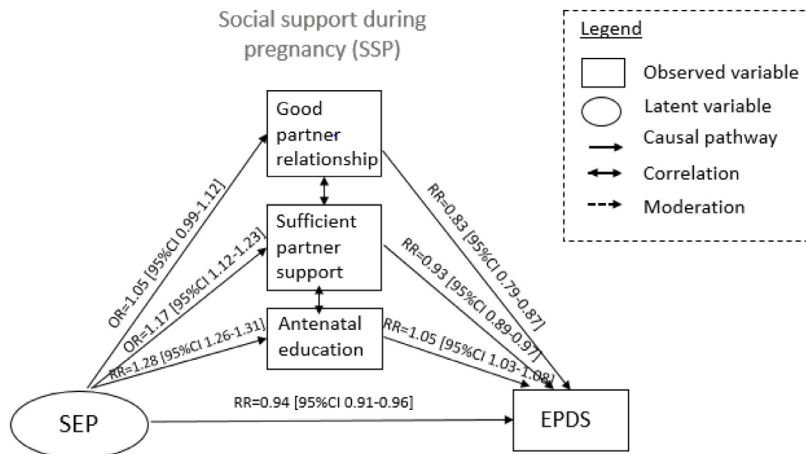 Social support during
pregnancy (SSP)
Legend
Observed variable
Latent variable
Causal pathway
Correlation
Moderation
Good
partner
relationship
Sufficient
partner
support
Antenatal
education
OR=1.05 [95%CI 0.99-1.12]
OR=1.17 [95%CI 1.12-1.23]
RR=1.28 [95%CI 1.26-1.31]
RR=0.83 [95%CI 0.79-0.87]
RR=0.93 [95%CI 0.89-0.97]
RR=1.05 [95%CI 1.03-1.08]
RR=0.94 [95%CI 0.91-0.96]
SEP
EPDS